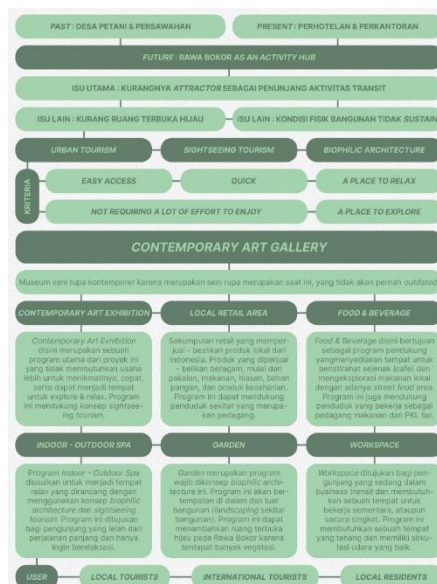 PAST : DESA PETANI & PERSAWAHAN
PRESENT : PERHOTELAN & PERKANTORAN
FUTURE : RAWA BOKOR AS AN ACTIVITY HUB
ISU UTAMA : KURANGNYA ATTRACTOR SEBAGAI PENUNJANG AKTIVITAS TRANSIT
ISU LAIN : KURANG RUANG TERBUKA HIJAU
ISU LAIN : KONDISI FISIK BANGUNAN TIDAK SUSTAIN
URBAN TOURISM
SIGHTSEEING TOURISM
BIOPHILIC ARCHITECTURE
KRITERIA
EASY ACCESS
QUICK
A PLACE TO RELAX
NOT REQUIRING A LOT OF EFFORT TO ENJOY
A PLACE TO EXPLORE
CONTEMPORARY ART GALLERY
Museum seni rupa kontemporer karena merupakan seni rupa merupakan saat ini, yang tidak akan pernah outdated
CONTEMPORARY ART EXHIBITION
LOCAL RETAIL AREA
FOOD & BEVERAGE
Contemporary Art Exhibition
disini merupakan sebuah
program utama dari proyek ini
yang tidak membutuhkan usaha
lebih untuk menikmatinya, cepat,
serta dapat menjadi tempat
untuk explore & relax. Program
ini mendukung konsep sightsee-
ing tourism.
Sekumpulan retail yang memper-
jual - belikan produk lokal dari
Indonesia. Produk yang diperjual
- belikan beragam, mulai dari
pakaian, makanan, hiasan, bahan
pangan, dan produk keseharian.
Program ini dapat mendukung
penduduk sekitar yang merupa-
kan pedagang.
Food & Beverage disini bertujuan
sebagai program pendukung
yangmenyediakan tempat untuk
beristirahat sejenak (cafe) dan
mengeksplorasi makanan lokal
dengan adanya street food area.
Program ini juga mendukung
penduduk yang bekerja sebagai
pedagang makanan dan PKL liar.
INDOOR - OUTDOOR SPA
GARDEN
WORKSPACE
Program Indoor - Outdoor Spa
diusulkan untuk menjadi tempat
relax yang dirancang dengan
menggunakan konsep biophilic
architecture dan sightseeing
tourism. Program ini ditujukan
bagi pengunjung yang lelah dari
perjalanan panjang dan hanya
ingin berelaksasi.
Garden merupakan program
wajib dikonsep biophilic architec-
ture ini. Program ini akan ber-
tempatan di dalam dan luar
bangunan (landscaping sekitar
bangunan). Program ini dapat
menambahkan ruang terbuka
hijau pada Rawa Bokor karena
terdapat banyak vegetasi.
Workspace ditujukan bagi pen-
gunjung yang sedang dalam
business transit dan membutuh-
kan sebuah tempat untuk
bekerja sementara, ataupun
sacara singkat. Program ini mem-
butuhkan sebuah tempat yang
yang tenang dan memiliki sirku-
lasi udara yang baik.
USER
LOCAL TOURISTS
INTERNATIONAL TOURISTS
LOCAL RESIDENTS